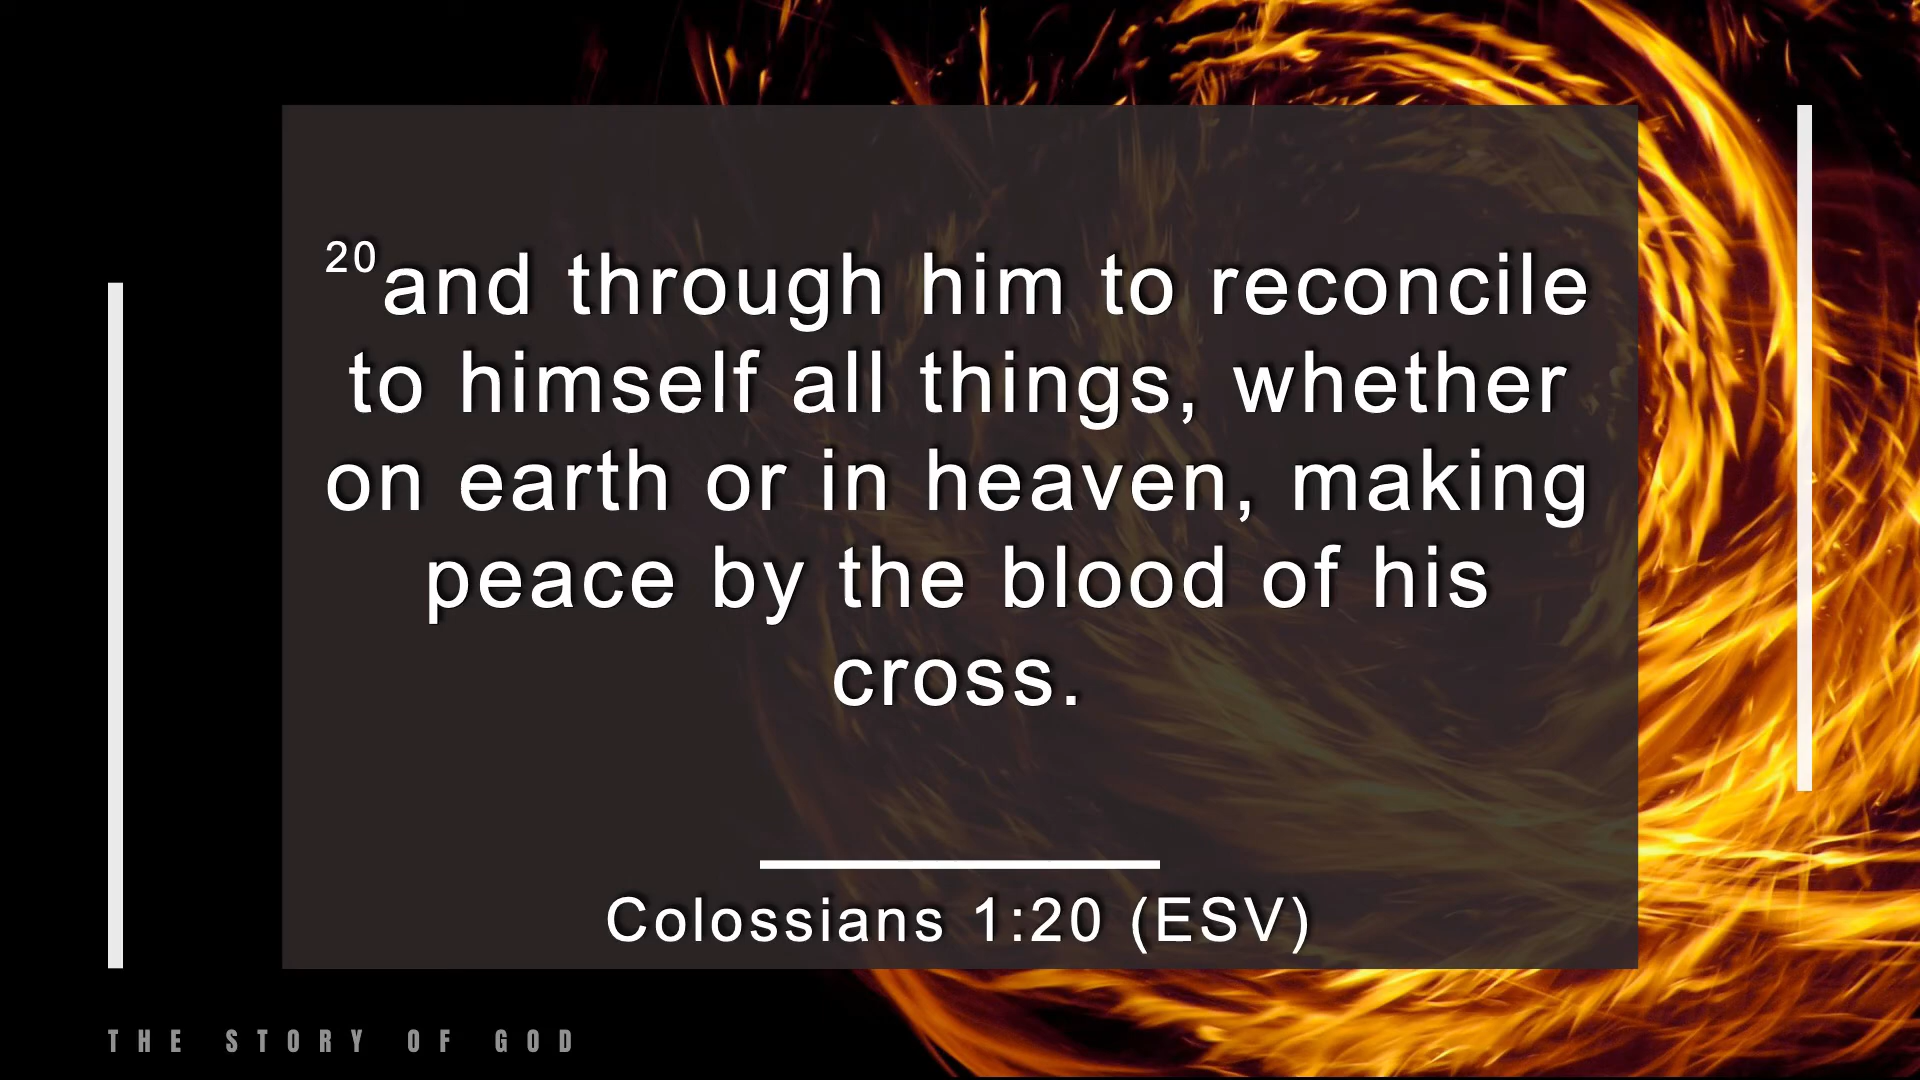 20and through him to reconcile
to himself all things, whether
on earth or in heaven, making
peace by the blood of his
cross.
Colossians 1:20 (ESV)
THE STORY OF GOD